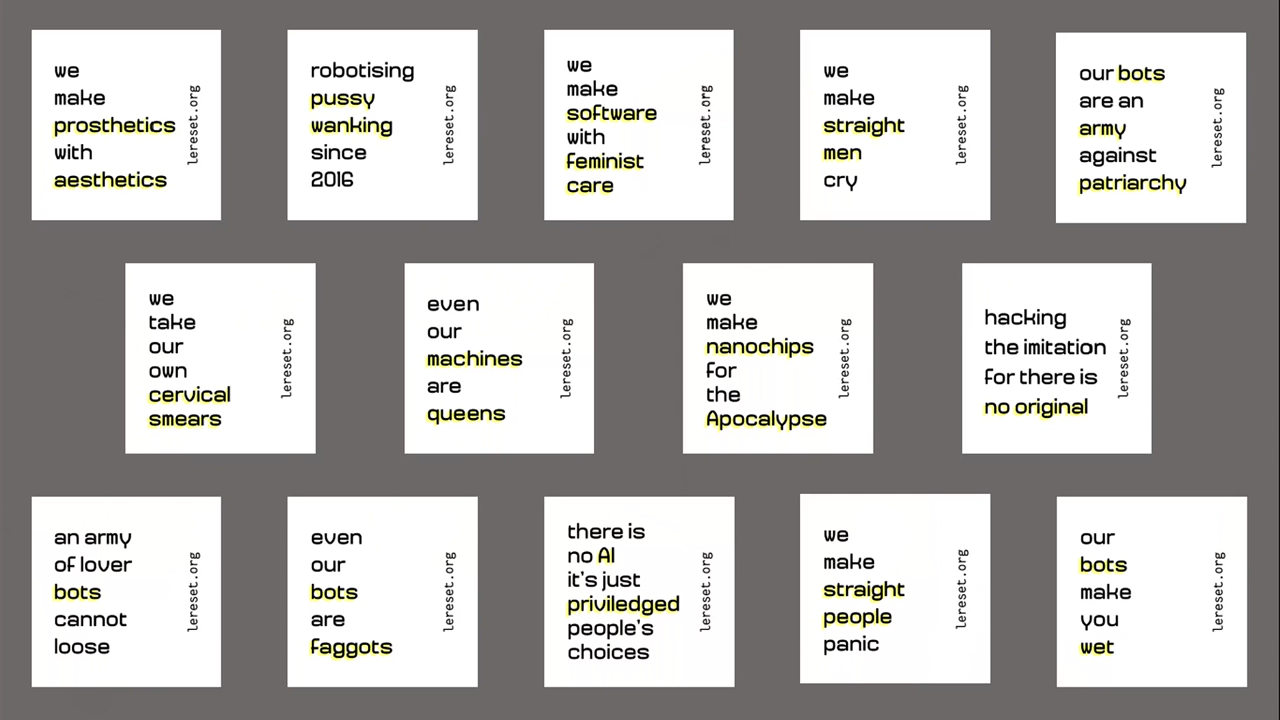 we
make
prosthetics
with
aesthetics
lereset.org
robotising
pussy
wanking
since
2016
lereset.org
we
make
software
with
feminist
care
lereset.org
we
make
straight
men
cry
lereset.org
our bots
are an
army
against
patriarchy
lereset.org
we
take
our
own
cervical
smears
lereset.org
even
our
machines
are
queens
lereset.org
we
make
nanochips
for
the
Apocalypse
lereset.org
hacking
the imitation
for there is
no original
lereset.org
an army
of lover
bots
cannot
loose
lereset.org
even
our
bots
are
faggots
lereset.org
there is
no AI
it's just
priviledged
people's
choices
lereset.org
we
make
straight
people
panic
lereset.org
our
bots
make
you
wet
lereset.org